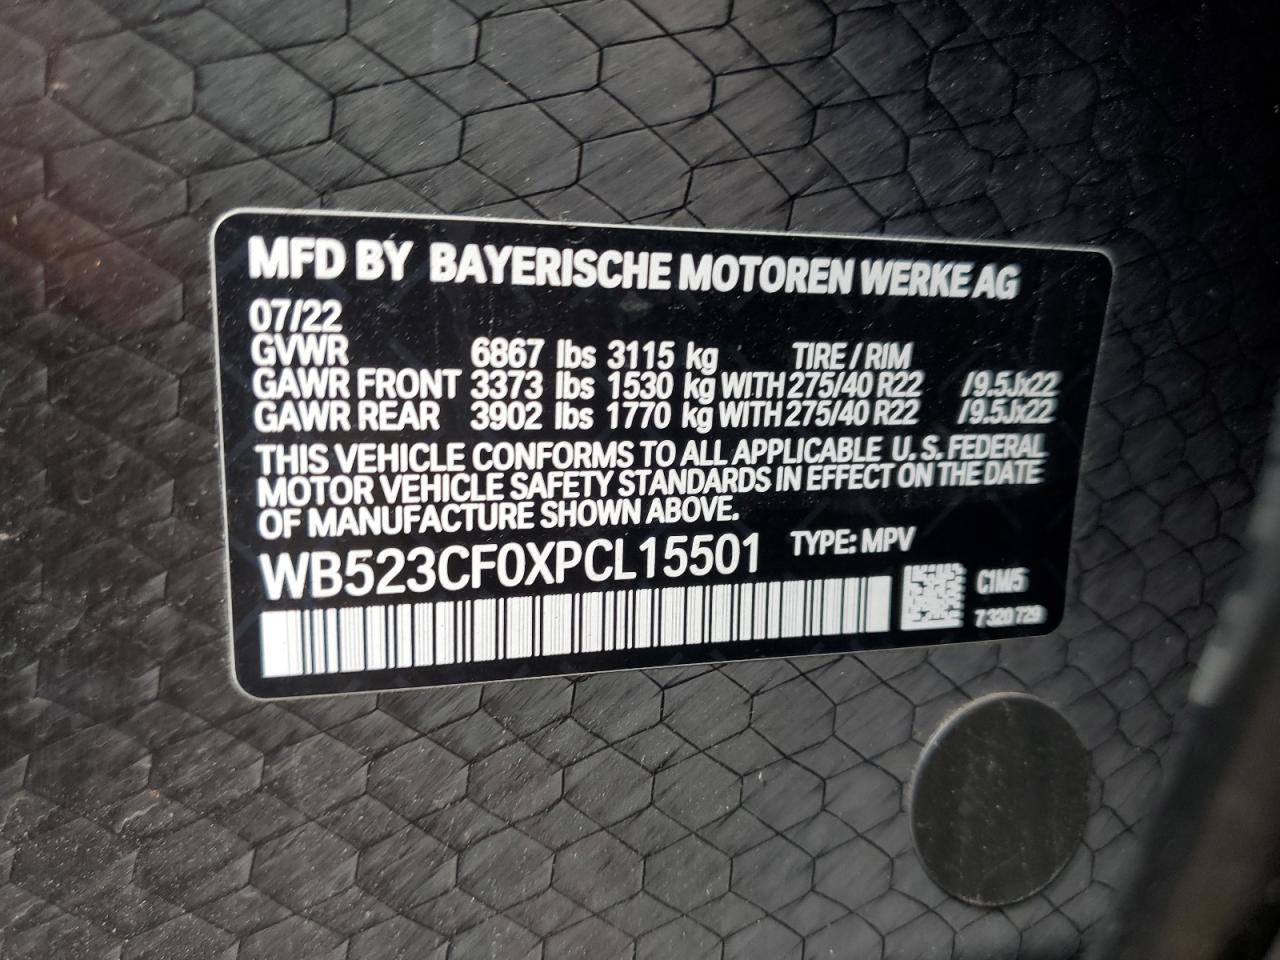 MFD BY BAYERISCHE MOTOREN WERKE AG
07/22
GVWR 6867 lbs 3115 kg TIRE / RIM
GAWR FRONT 3373 lbs 1530 kg WITH 275/40 R22 /9.5Jx22
GAWR REAR 3902 lbs 1770 kg WITH 275/40 R22 /9.5Jx22
THIS VEHICLE CONFORMS TO ALL APPLICABLE U.S. FEDERAL
MOTOR VEHICLE SAFETY STANDARDS IN EFFECT ON THE DATE
OF MANUFACTURE SHOWN ABOVE.
WB523CF0XPCL15501 TYPE: MPV
C1M/5
7 320 729